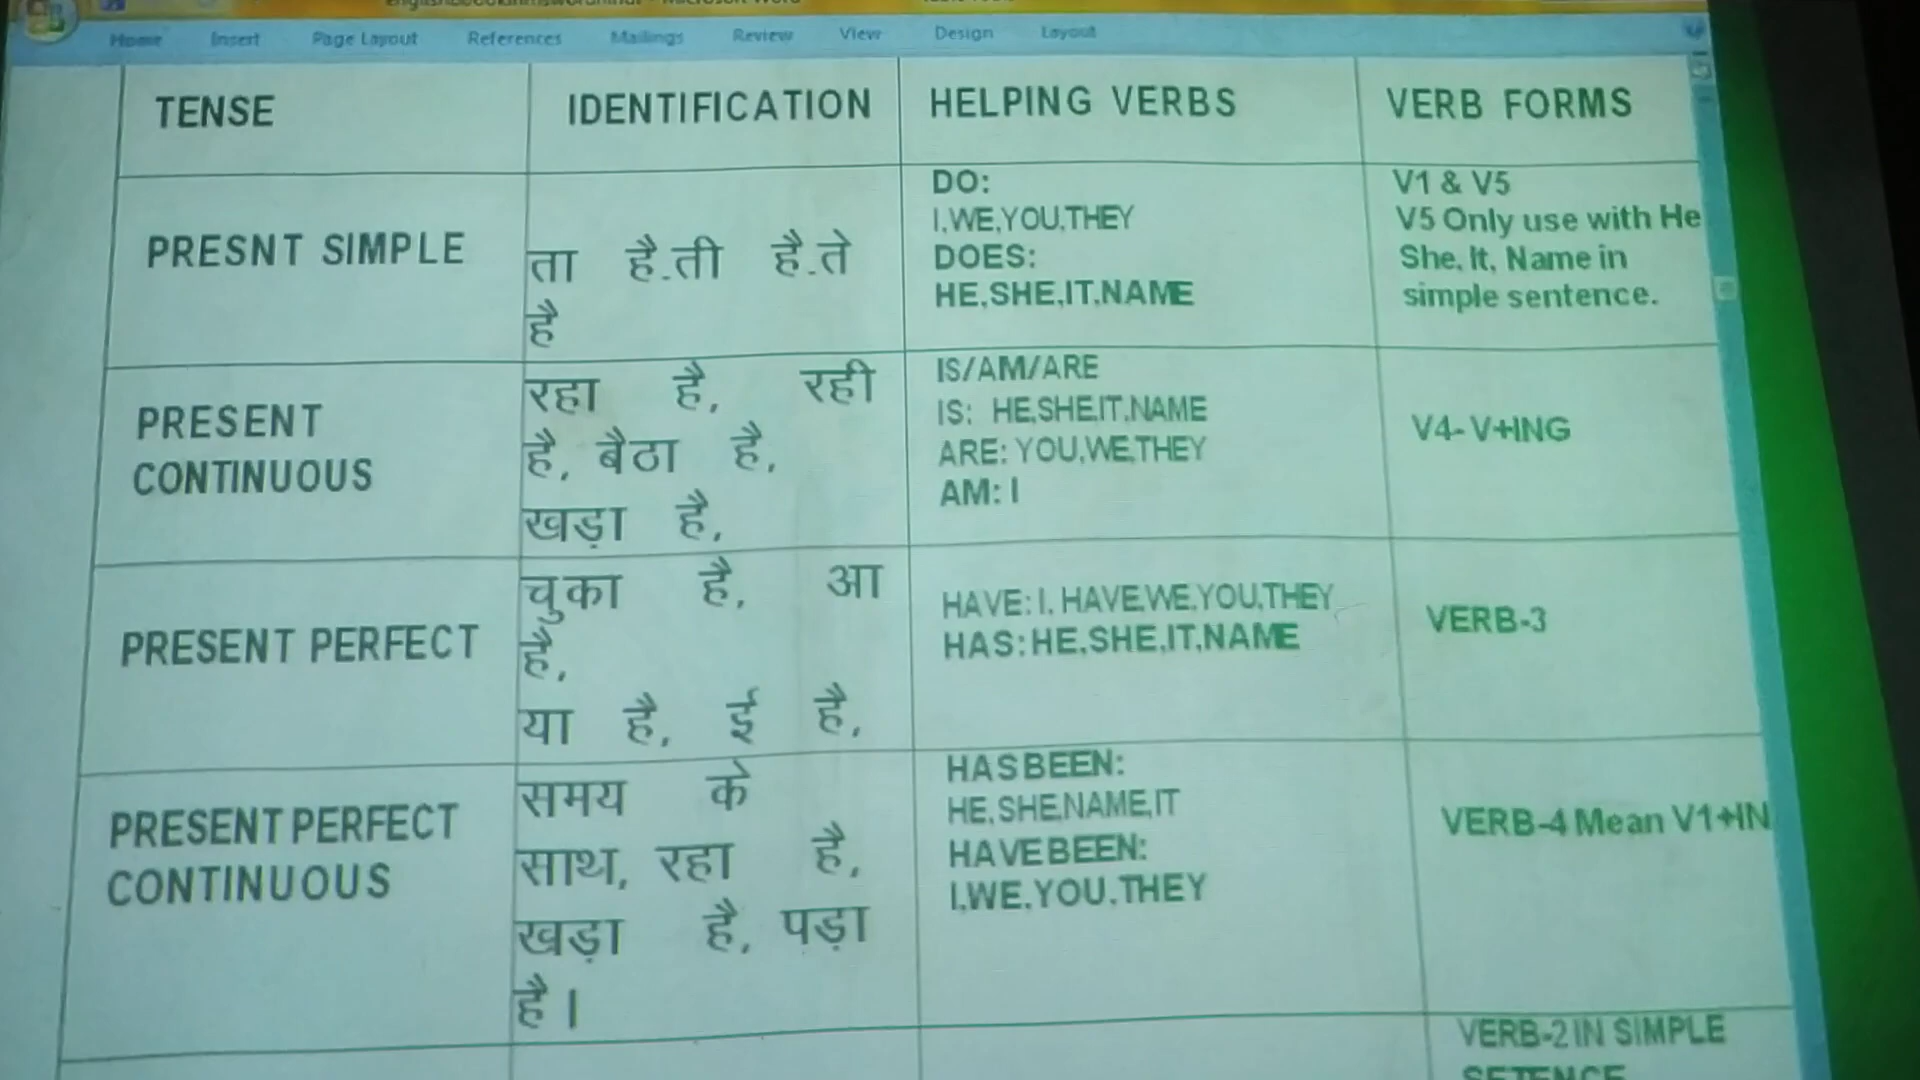 Home Insert Page Layout References Mailings Review View Design Layout
TENSE IDENTIFICATION HELPING VERBS VERB FORMS
PRESNT SIMPLE
ता है.ती है.ते
है
DO:
I,WE,YOU,THEY
DOES:
HE,SHE,IT,NAME
V1 & V5
V5 Only use with He
She, It, Name in
simple sentence.
PRESENT
CONTINUOUS
रहा है, रही
है, बैठा है,
खड़ा है,
IS/AM/ARE
IS: HE,SHE,IT,NAME
ARE: YOU,WE,THEY
AM: I
V4- V+ING
PRESENT PERFECT
चुका है, आ
है,
या है, ई है,
HAVE: I, HAVE,WE,YOU,THEY
HAS: HE,SHE,IT,NAME
VERB-3
PRESENT PERFECT
CONTINUOUS
समय के
साथ, रहा है,
खड़ा है, पड़ा
है।
HAS BEEN:
HE,SHE,NAME,IT
HAVE BEEN:
I,WE,YOU,THEY
VERB-4 Mean V1+IN
VERB-2 IN SIMPLE
SETENCE